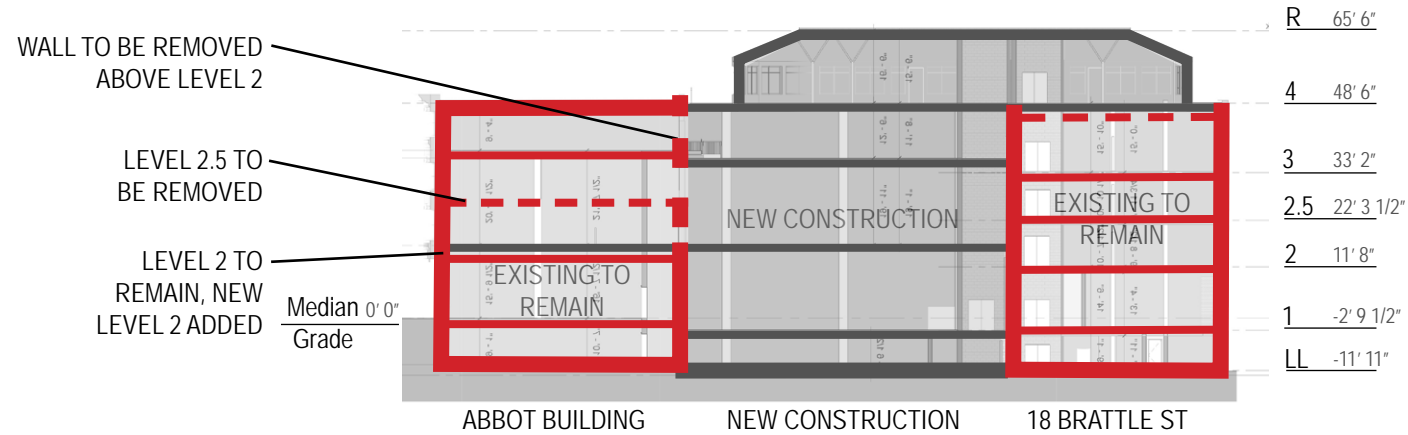 WALL TO BE REMOVED
ABOVE LEVEL 2
LEVEL 2.5 TO
BE REMOVED
LEVEL 2 TO
REMAIN, NEW
LEVEL 2 ADDED
Median 0' 0"
Grade
EXISTING TO
REMAIN
NEW CONSTRUCTION
EXISTING TO
REMAIN
R 65' 6"
4 48' 6"
3 33' 2"
2.5 22' 3 1/2"
2 11' 8"
1 -2' 9 1/2"
LL -11' 11"
ABBOT BUILDING
NEW CONSTRUCTION
18 BRATTLE ST